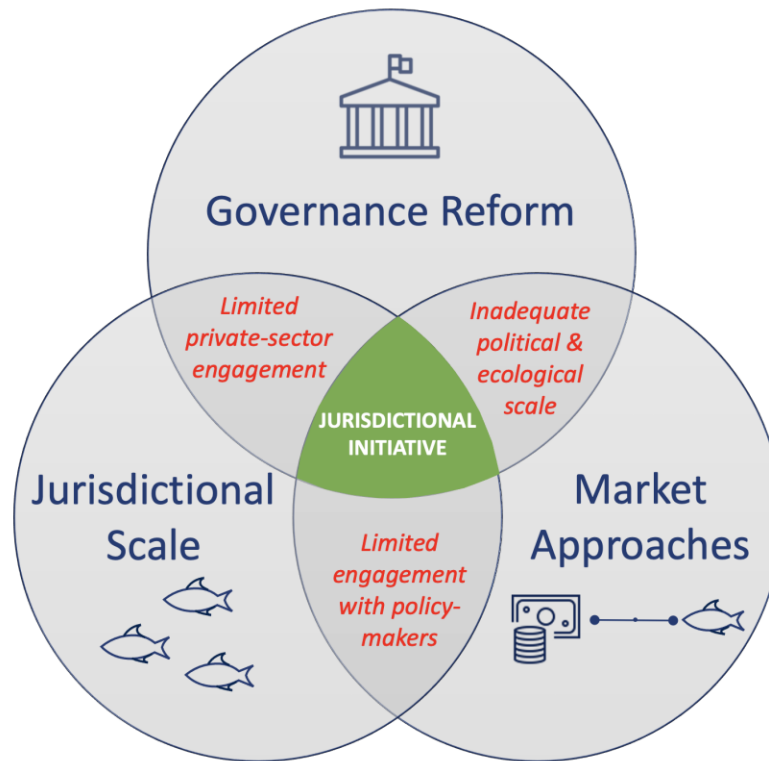 Governance Reform
Limited
private-sector
engagement
Inadequate
political &
ecological
scale
JURISDICTIONAL
INITIATIVE
Jurisdictional
Scale
Market
Approaches
Limited
engagement
with policy-
makers